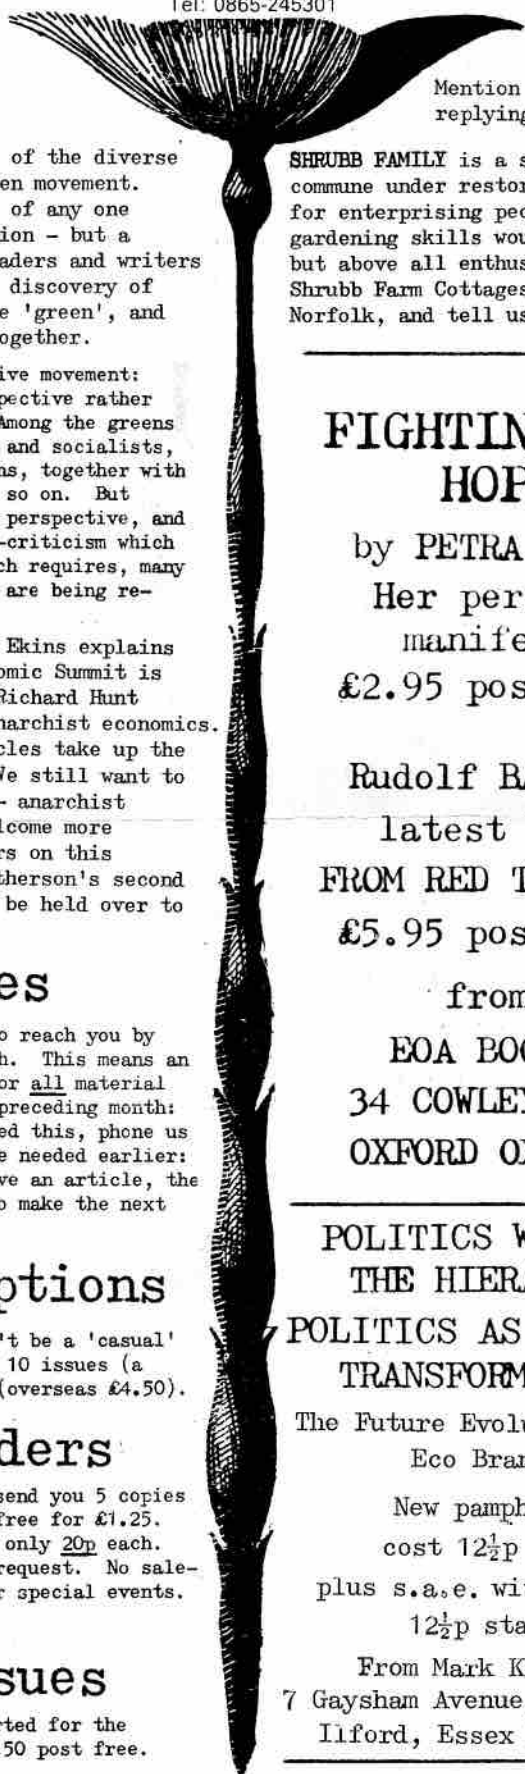 Tel: 0865-245301
of the diverse
en movement.
of any one
ion - but a
aders and writers
discovery of
e 'green', and
ogether.
ive movement:
pective rather
Among the greens
and socialists,
ns, together with
so on. But
perspective, and
-criticism which
ch requires, many
are being re-
Ekins explains
omic Summit is
Richard Hunt
narchist economics.
cles take up the
We still want to
- anarchist
lcome more
rs on this
therson's second
be held over to
es
o reach you by
h. This means an
or all material
preceding month:
ed this, phone us
e needed earlier:
ve an article, the
o make the next
ptions
't be a 'casual'
10 issues (a
(overseas £4.50).
ders
send you 5 copies
free for £1.25.
only 20p each.
request. No sale-
r special events.
sues
rted for the
50 post free.
Mention
replying
SHRUBB FAMILY is a s
commune under restor
for enterprising peo
gardening skills wou
but above all enthus
Shrubb Farm Cottages
Norfolk, and tell us
FIGHTIN
HOP
by PETRA
Her per
manife
£2.95 pos
Rudolf BA
latest
FROM RED T
£5.95 pos
from
EOA BOO
34 COWLEY
OXFORD OX
POLITICS W
THE HIERA
POLITICS AS
TRANSFORM
The Future Evolu
Eco Bran
New pamph
cost 12½p
plus s.a.e. wit
12½p sta
From Mark K
7 Gaysham Avenue
Ilford, Essex